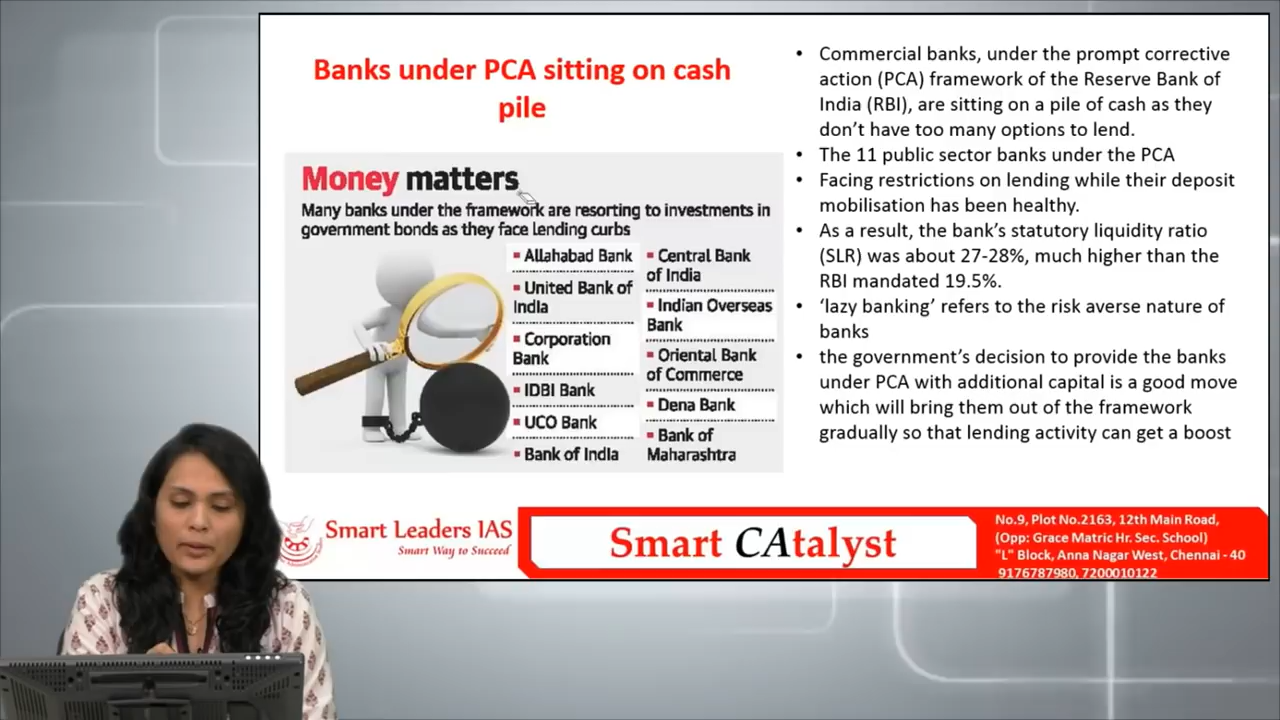 Banks under PCA sitting on cash
pile
Money matters
Many banks under the framework are resorting to investments in
government bonds as they face lending curbs
Allahabad Bank
United Bank of
India
Corporation
Bank
IDBI Bank
UCO Bank
Bank of India
Central Bank
of India
Indian Overseas
Bank
Oriental Bank
of Commerce
Dena Bank
Bank of
Maharashtra
• Commercial banks, under the prompt corrective
action (PCA) framework of the Reserve Bank of
India (RBI), are sitting on a pile of cash as they
don’t have too many options to lend.
• The 11 public sector banks under the PCA
• Facing restrictions on lending while their deposit
mobilisation has been healthy.
• As a result, the bank’s statutory liquidity ratio
(SLR) was about 27-28%, much higher than the
RBI mandated 19.5%.
• ‘lazy banking’ refers to the risk averse nature of
banks
• the government’s decision to provide the banks
under PCA with additional capital is a good move
which will bring them out of the framework
gradually so that lending activity can get a boost
Smart Leaders IAS
Smart Way to Succeed
Smart CAtalyst
No.9, Plot No.2163, 12th Main Road,
(Opp: Grace Matric Hr. Sec. School)
"L" Block, Anna Nagar West, Chennai - 40
9176787980, 7200010122